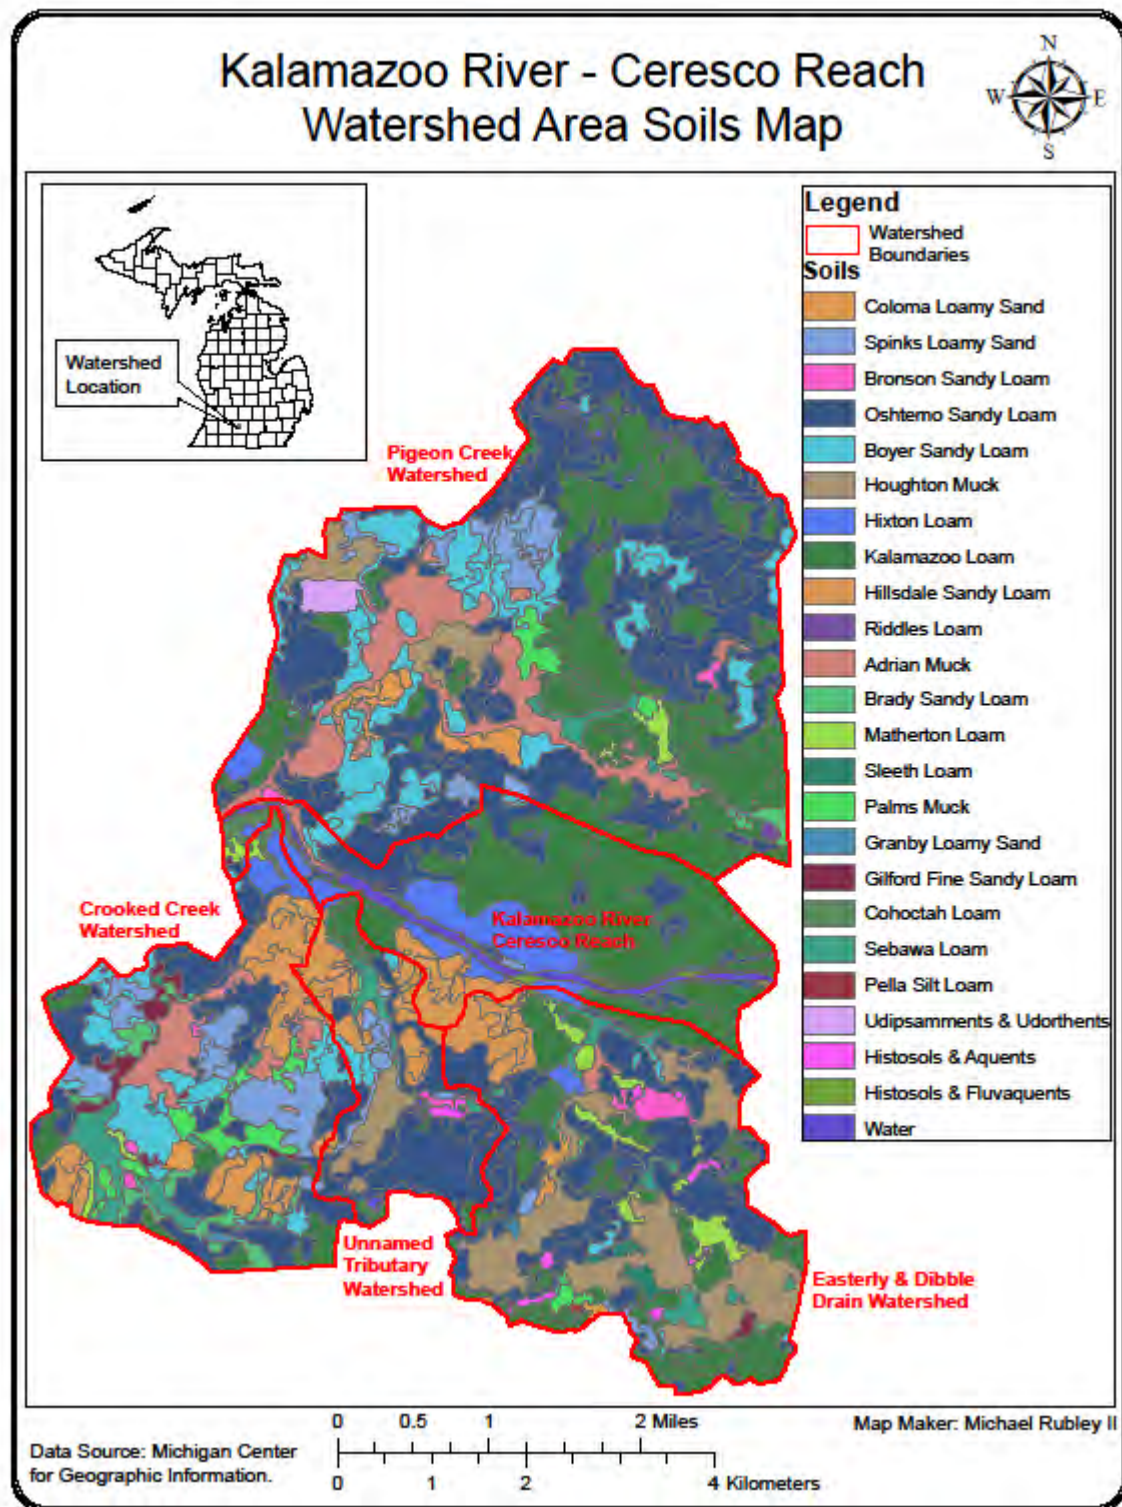 Kalamazoo River - Ceresco Reach
Watershed Area Soils Map
N
W
E
S
Watershed
Location
Legend
Watershed
Boundaries
Soils
Coloma Loamy Sand
Spinks Loamy Sand
Bronson Sandy Loam
Oshtemo Sandy Loam
Boyer Sandy Loam
Houghton Muck
Hixton Loam
Kalamazoo Loam
Hillsdale Sandy Loam
Riddles Loam
Adrian Muck
Brady Sandy Loam
Matherton Loam
Sleeth Loam
Palms Muck
Granby Loamy Sand
Gilford Fine Sandy Loam
Cohoctah Loam
Sebawa Loam
Pella Silt Loam
Udipsamments & Udorthents
Histosols & Aquents
Histosols & Fluvaquents
Water
Pigeon Creek
Watershed
Crooked Creek
Watershed
Kalamazoo River
Ceresco Reach
Unnamed
Tributary
Watershed
Easterly & Dibble
Drain Watershed
0 0.5 1 2 Miles
0 1 2 4 Kilometers
Data Source: Michigan Center
for Geographic Information.
Map Maker: Michael Rubley II